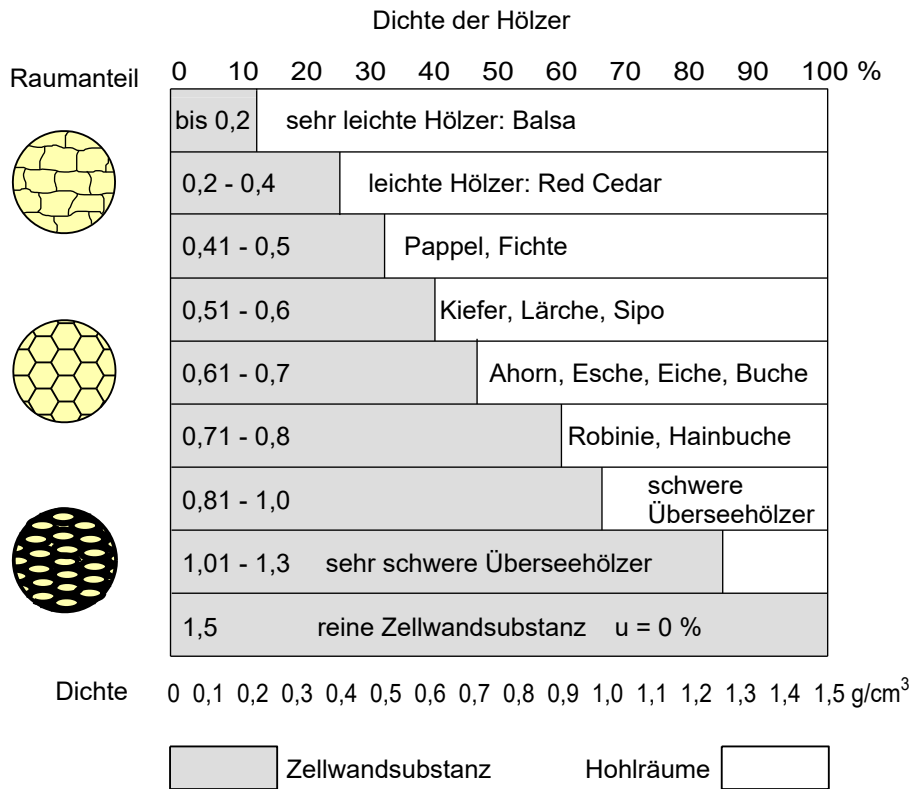 Dichte der Hölzer
Raumanteil 0 10 20 30 40 50 60 70 80 90 100 %
bis 0,2 sehr leichte Hölzer: Balsa
0,2 - 0,4 leichte Hölzer: Red Cedar
0,41 - 0,5 Pappel, Fichte
0,51 - 0,6 Kiefer, Lärche, Sipo
0,61 - 0,7 Ahorn, Esche, Eiche, Buche
0,71 - 0,8 Robinie, Hainbuche
0,81 - 1,0 schwere
Überseehölzer
1,01 - 1,3 sehr schwere Überseehölzer
1,5 reine Zellwandsubstanz u = 0 %
Dichte 0 0,1 0,2 0,3 0,4 0,5 0,6 0,7 0,8 0,9 1,0 1,1 1,2 1,3 1,4 1,5 g/cm³
Zellwandsubstanz Hohlräume